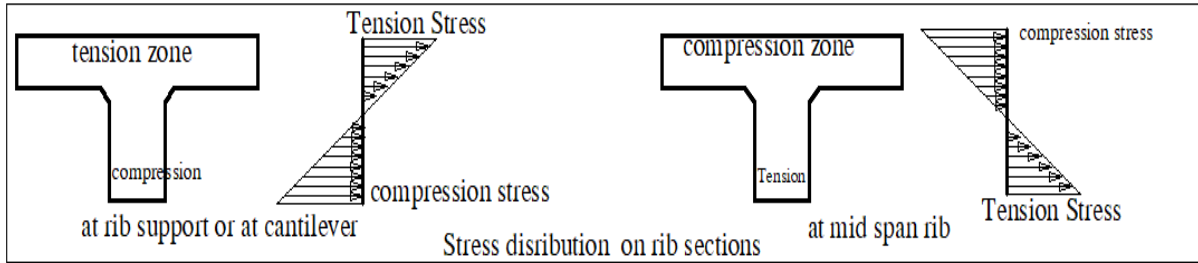 Tension Stress
tension zone
compression
compression stress
at rib support or at cantilever
compression zone
compression stress
Tension
Tension Stress
at mid span rib
Stress disribution on rib sections